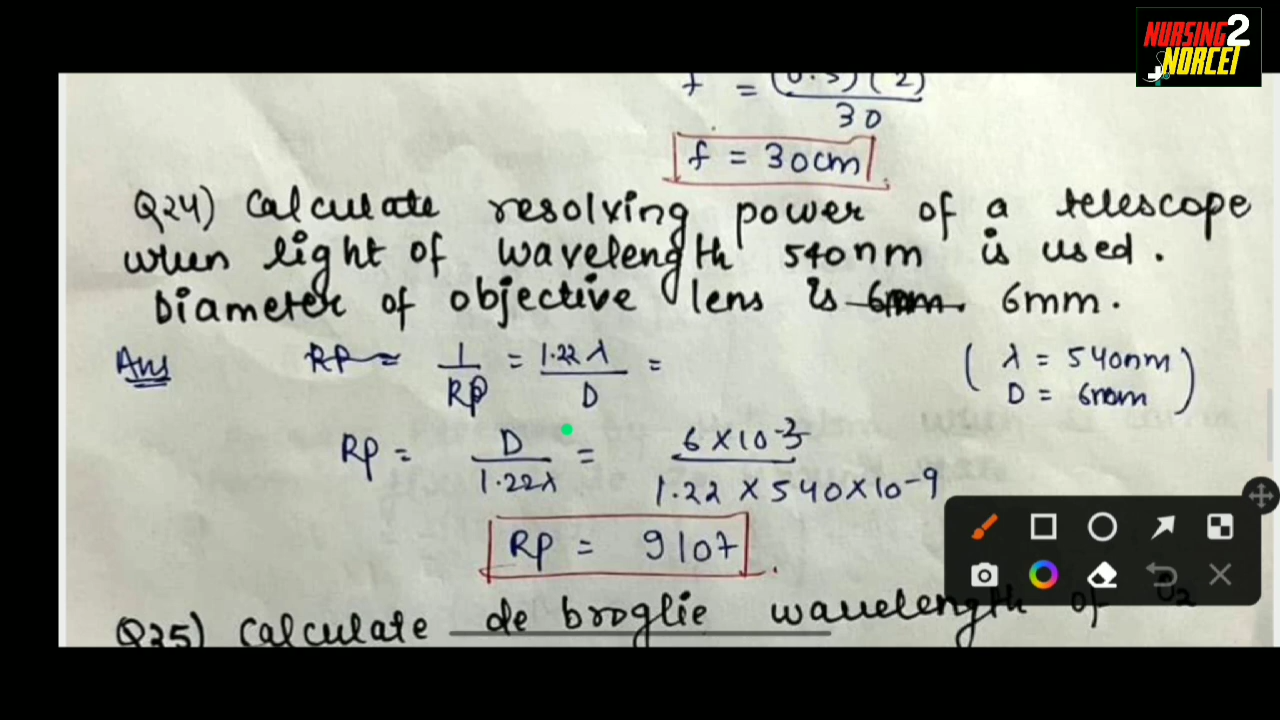 NURSING 2
NORCET
f =
30
f = 30cm
Q24) Calculate resolving power of a telescope
when light of wavelength 540nm is used.
Diameter of objective lens is 6mm. 6mm.
Ans RP = 1/RP = 1.22λ/D = ( λ = 540nm
D = 6mm )
RP = D/1.22λ = 6×10-3/1.22 × 540×10-9
RP = 9107.
Q25) Calculate de broglie wavelength of